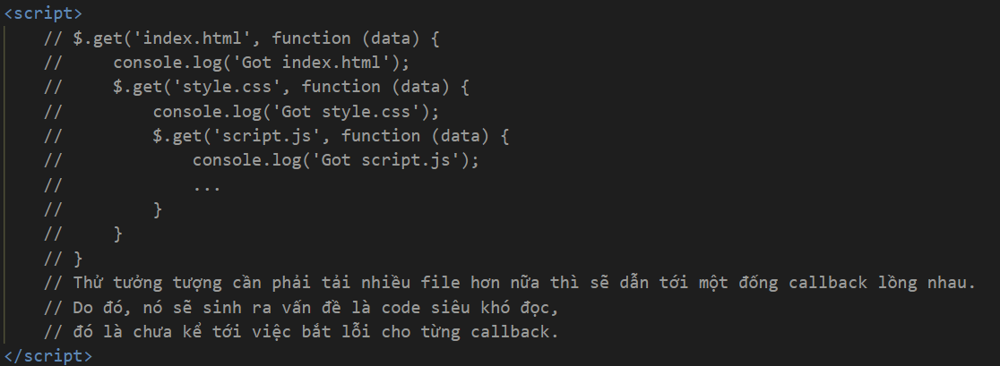 <script>
// $.get('index.html', function (data) {
//     console.log('Got index.html');
//     $.get('style.css', function (data) {
//         console.log('Got style.css');
//         $.get('script.js', function (data) {
//             console.log('Got script.js');
//             ...
//         }
//     }
// }
// Thử tưởng tượng cần phải tải nhiều file hơn nữa thì sẽ dẫn tới một đống callback lồng nhau.
// Do đó, nó sẽ sinh ra vấn đề là code siêu khó đọc,
// đó là chưa kể tới việc bắt lỗi cho từng callback.
</script>